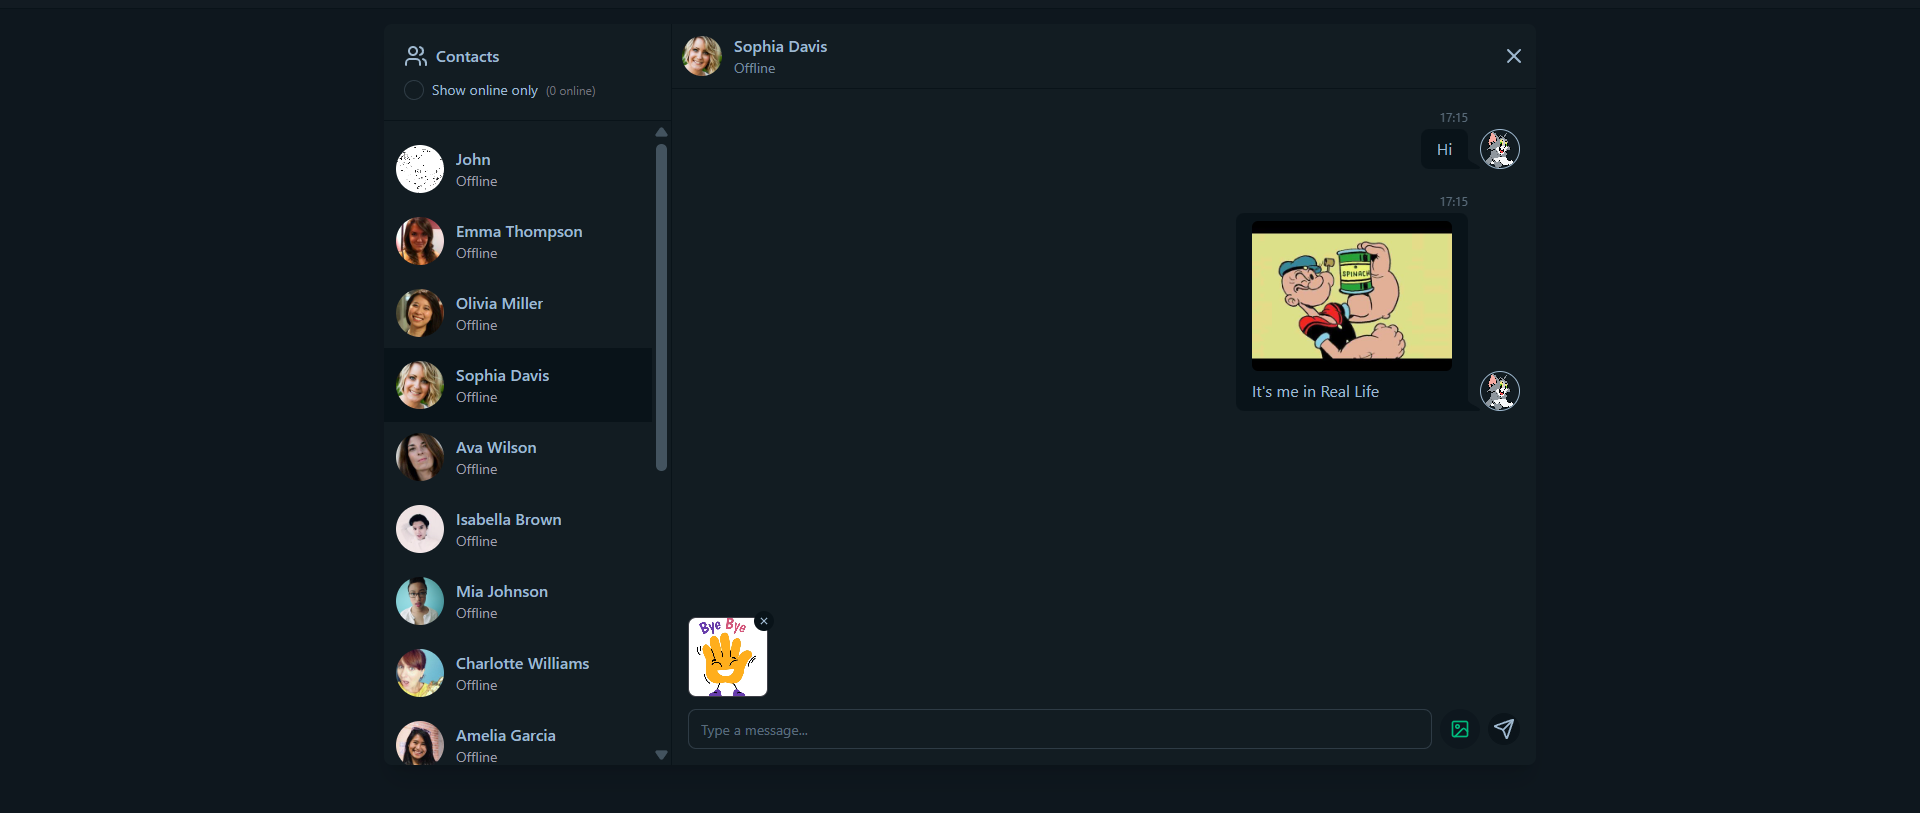 Contacts
Show online only (0 online)
John
Offline
Emma Thompson
Offline
Olivia Miller
Offline
Sophia Davis
Offline
Ava Wilson
Offline
Isabella Brown
Offline
Mia Johnson
Offline
Charlotte Williams
Offline
Amelia Garcia
Offline
Sophia Davis
Offline
17:15
Hi
17:15
SPINACH
It's me in Real Life
Bye Bye
Type a message...